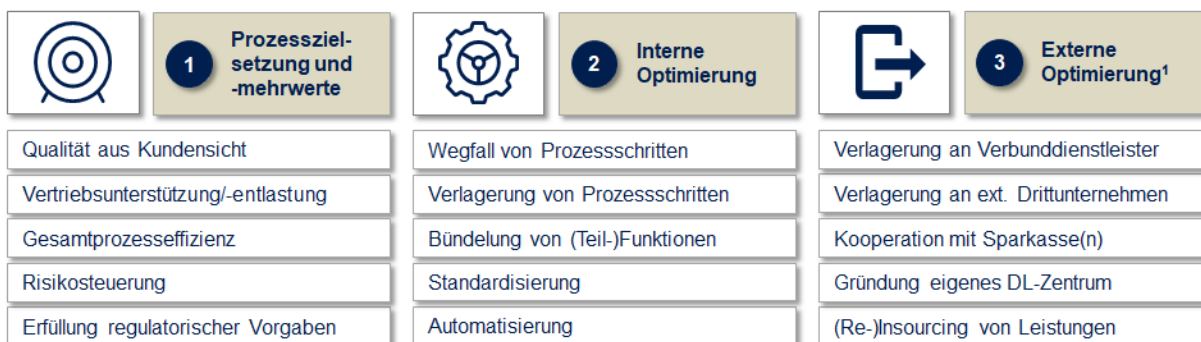 1
Prozessziel-
setzung und
-mehrwerte
Qualität aus Kundensicht
Vertriebsunterstützung/-entlastung
Gesamtprozesseffizienz
Risikosteuerung
Erfüllung regulatorischer Vorgaben
2
Interne
Optimierung
Wegfall von Prozessschritten
Verlagerung von Prozessschritten
Bündelung von (Teil-)Funktionen
Standardisierung
Automatisierung
3
Externe
Optimierung¹
Verlagerung an Verbunddienstleister
Verlagerung an ext. Drittunternehmen
Kooperation mit Sparkasse(n)
Gründung eigenes DL-Zentrum
(Re-)Insourcing von Leistungen